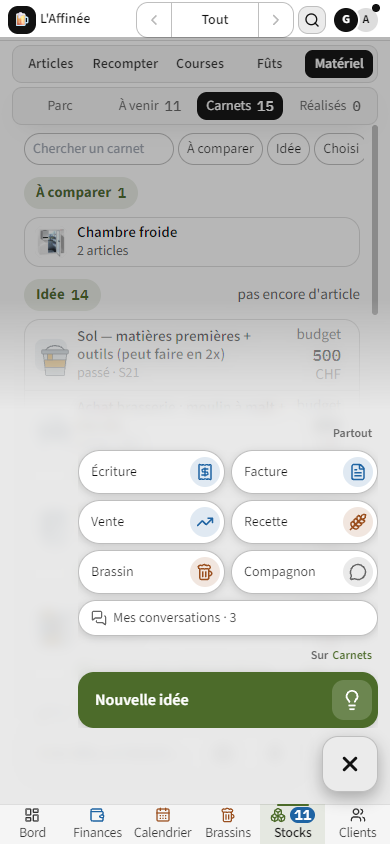 L'Affinée
Tout
G
A
Articles
Recompter
Courses
Fûts
Matériel
Parc
À venir 11
Carnets 15
Réalisés 0
Chercher un carnet
À comparer
Idée
Choisi
À comparer 1
Chambre froide
2 articles
Idée 14
pas encore d'article
Sol — matières premières +
outils (peut faire en 2x)
passé · S21
budget
500
CHF
Partout
Écriture
Facture
Vente
Recette
Brassin
Compagnon
Mes conversations · 3
Sur Carnets
Nouvelle idée
11
Bord
Finances
Calendrier
Brassins
Stocks
Clients